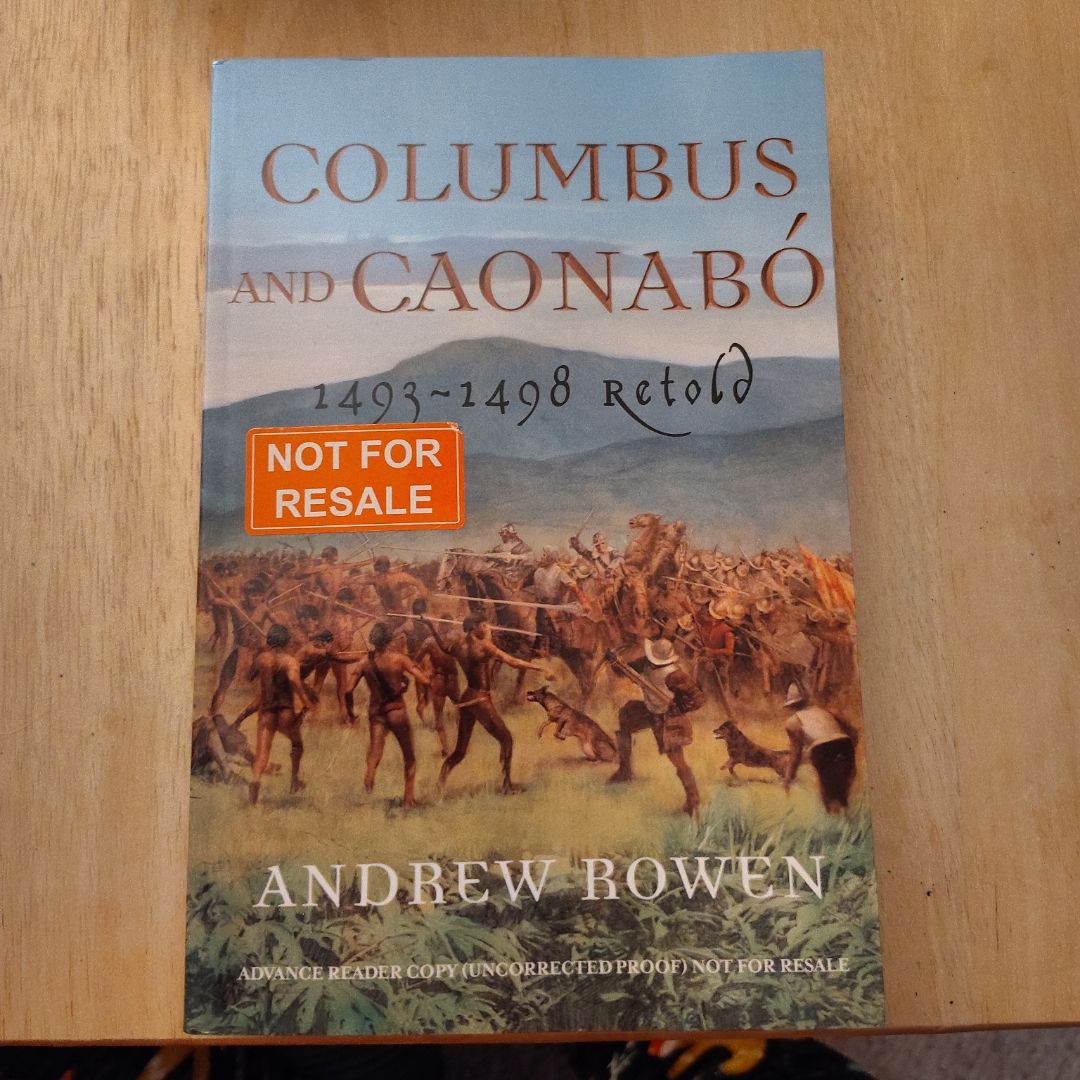 COLUMBUS
AND CAONABÓ
1493~1498 Retold
NOT FOR
RESALE
ANDREW ROWEN
ADVANCE READER COPY (UNCORRECTED PROOF) NOT FOR RESALE